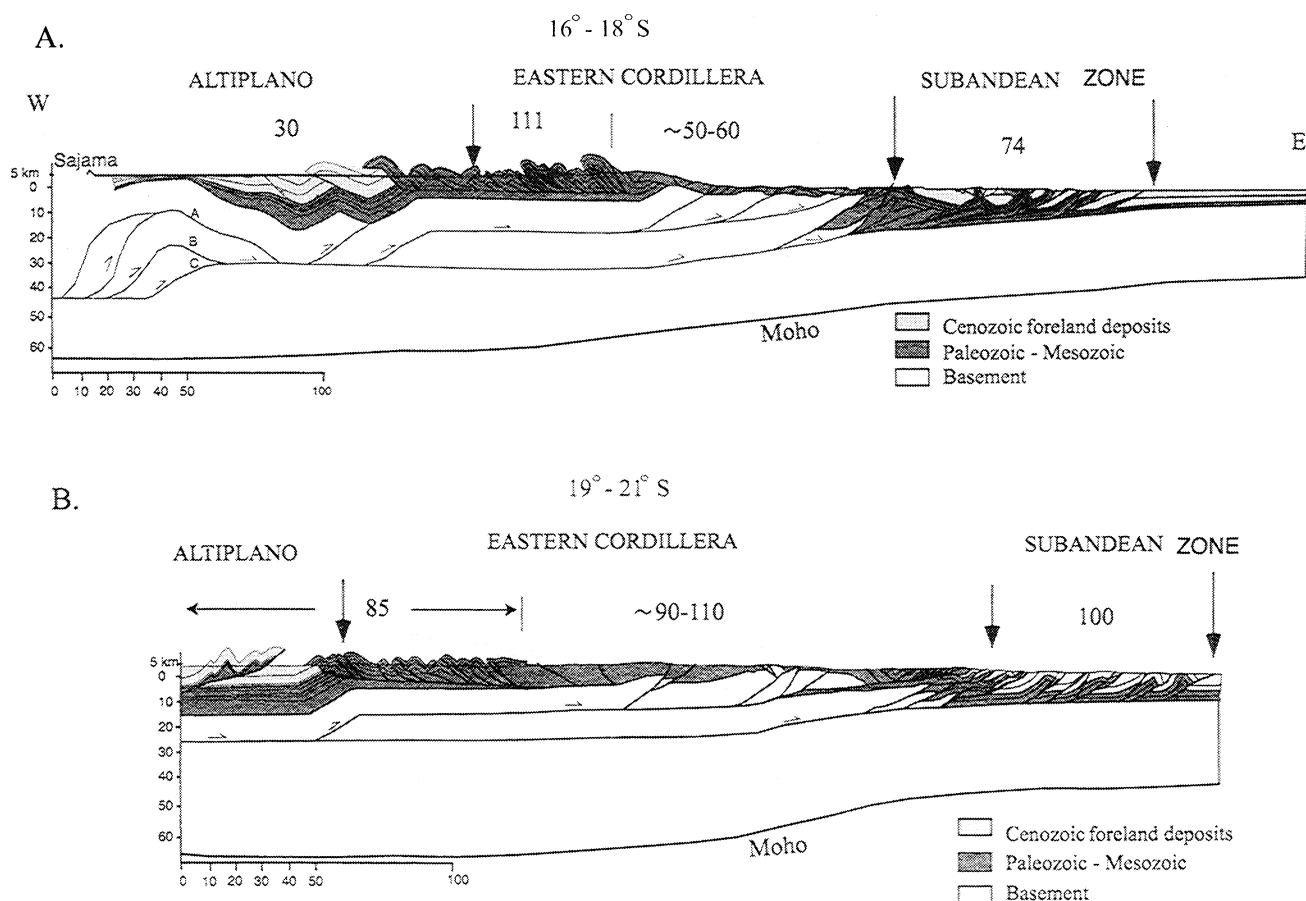 A.
16° - 18° S
ALTIPLANO
EASTERN CORDILLERA
SUBANDEAN ZONE
W
30
111
~50-60
74
E
Sajama
5 km
0
10
20
30
40
50
60
A
B
C
Moho
Cenozoic foreland deposits
Paleozoic - Mesozoic
Basement
0 10 20 30 40 50 100
B.
19° - 21° S
ALTIPLANO
EASTERN CORDILLERA
SUBANDEAN ZONE
85
~90-110
100
5 km
0
10
20
30
40
50
60
Moho
Cenozoic foreland deposits
Paleozoic - Mesozoic
Basement
0 10 20 30 40 50 100